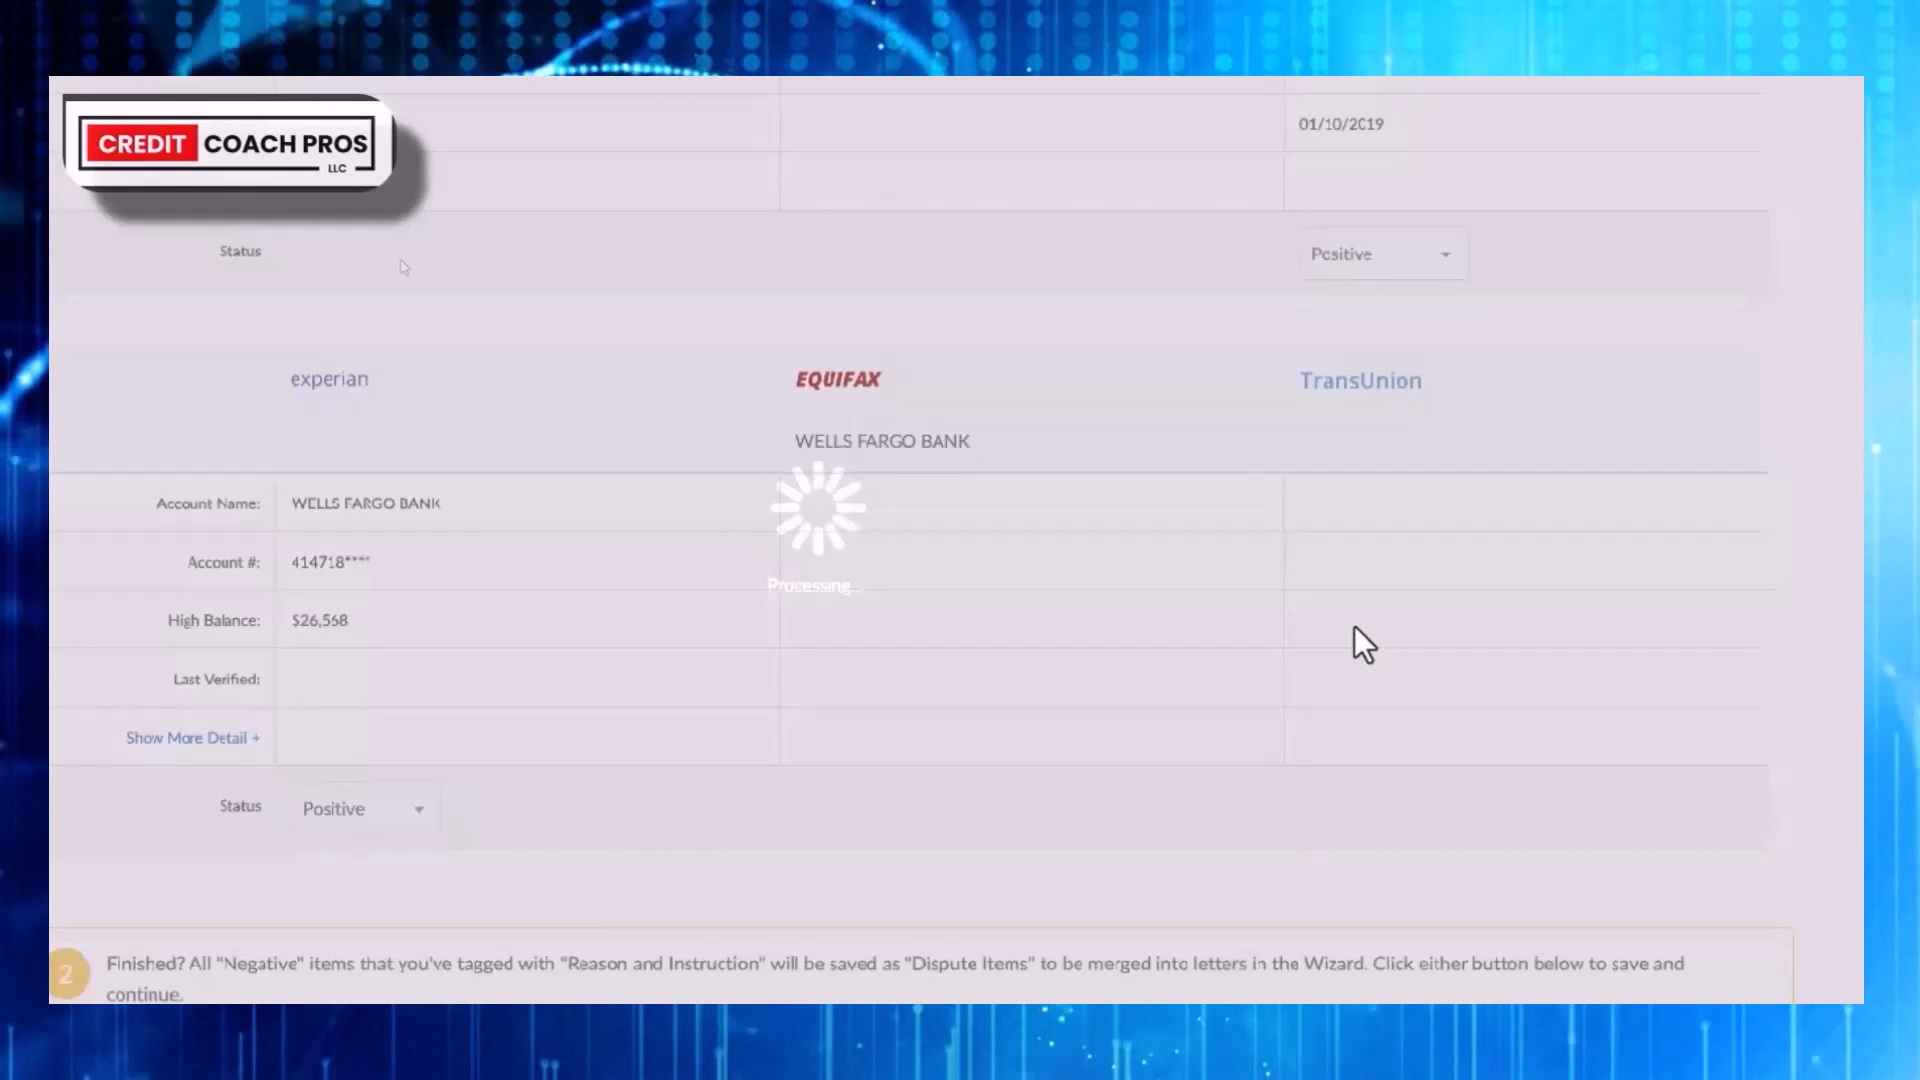 CREDIT COACH PROS
LLC
01/10/2019
Status
Positive
experian
EQUIFAX
TransUnion
WELLS FARGO BANK
Account Name:
WELLS FARGO BANK
Account #:
414718****
High Balance:
$26,568
Processing...
Last Verified:
Show More Detail +
Status
Positive
2
Finished? All "Negative" items that you've tagged with "Reason and Instruction" will be saved as "Dispute Items" to be merged into letters in the Wizard. Click either button below to save and
continue.